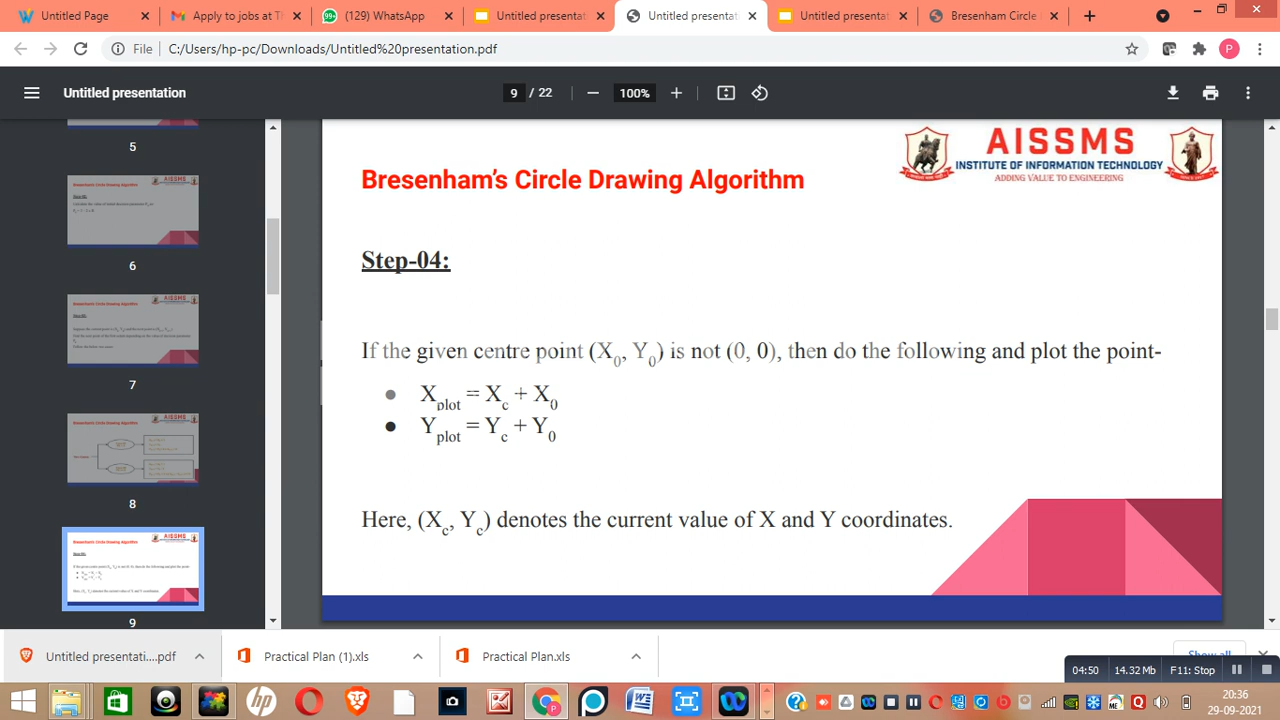 Untitled Page
Apply to jobs at Th
(129) WhatsApp
Untitled presentat
Untitled presentat
Untitled presentat
Bresenham Circle
P
File
C:/Users/hp-pc/Downloads/Untitled%20presentation.pdf
Untitled presentation
9 / 22
100%
5
6
7
8
9
Bresenham's Circle Drawing Algorithm
AISSMS
INSTITUTE OF INFORMATION TECHNOLOGY
ADDING VALUE TO ENGINEERING
Step-04:
If the given centre point (X0, Y0) is not (0, 0), then do the following and plot the point-
● Xplot = Xc + X0
● Yplot = Yc + Y0
Here, (Xc, Yc) denotes the current value of X and Y coordinates.
Untitled presentati....pdf
Practical Plan (1).xls
Practical Plan.xls
Show all
04:50
14.32 Mb
F11: Stop
20:36
29-09-2021